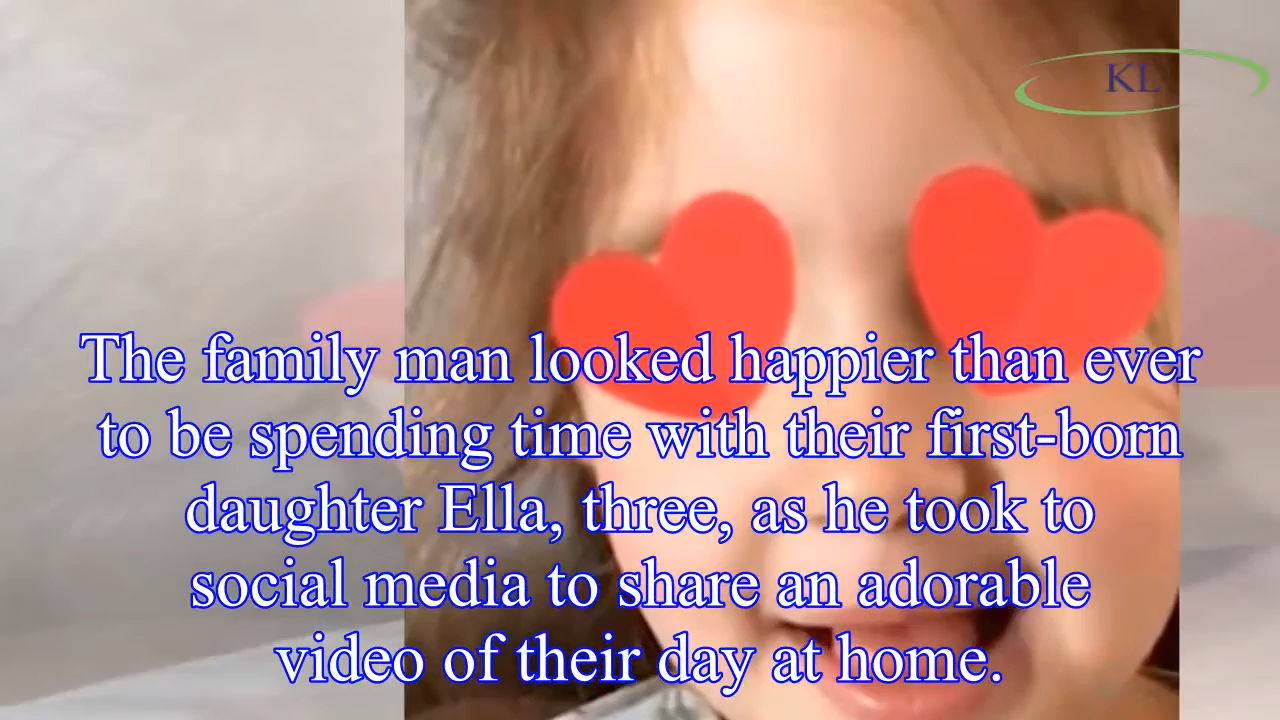 KL
The family man looked happier than ever
to be spending time with their first-born
daughter Ella, three, as he took to
social media to share an adorable
video of their day at home.